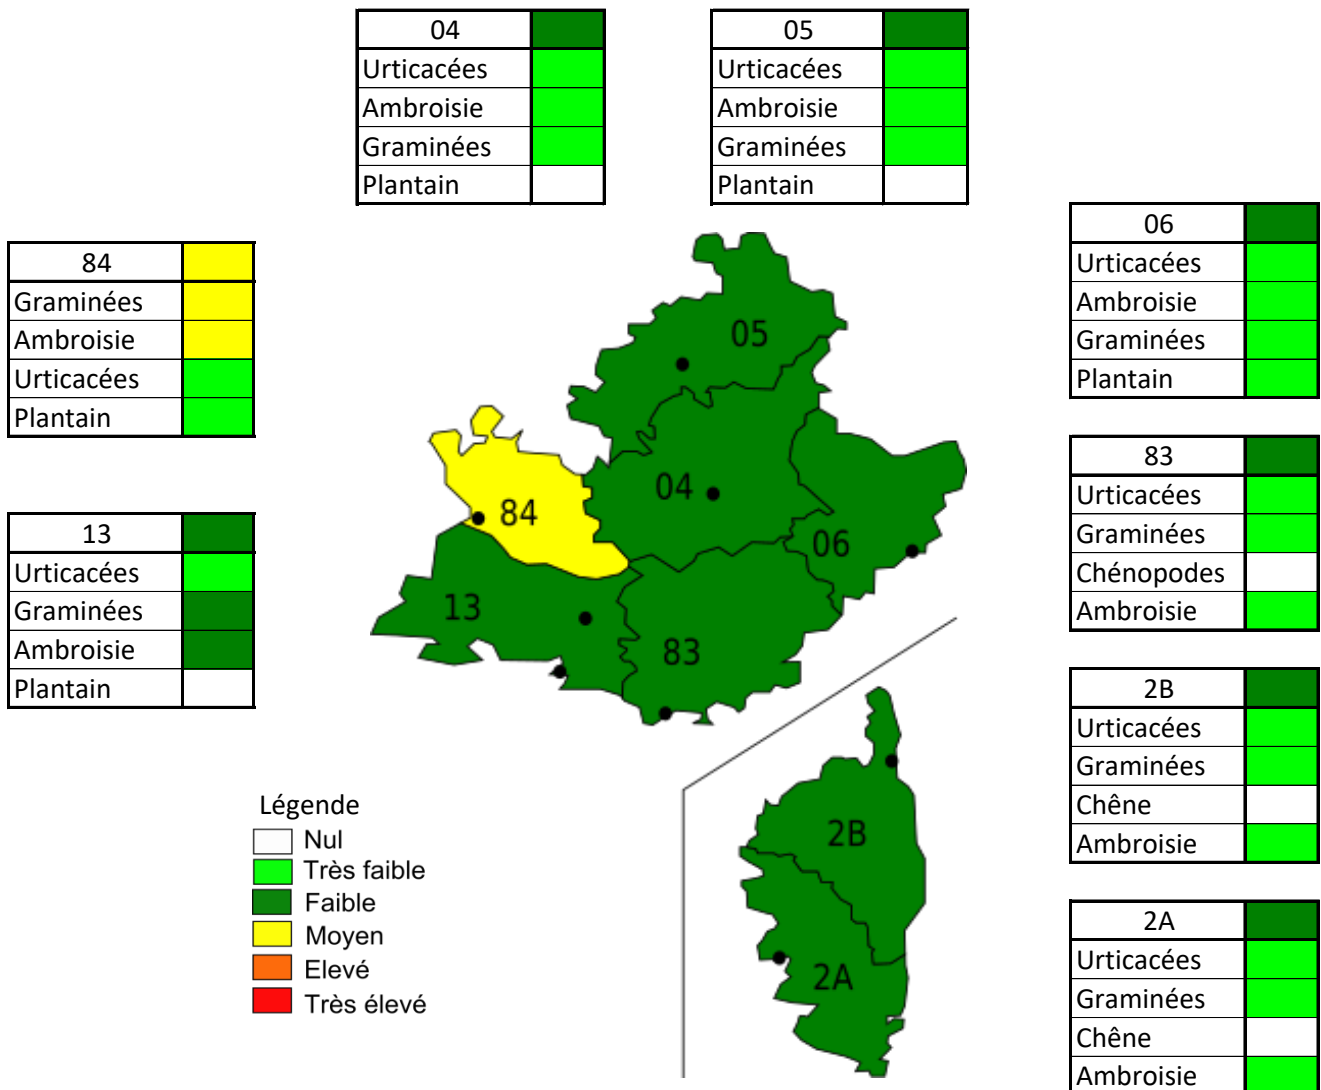 04
Urticacées
Ambroisie
Graminées
Plantain
05
Urticacées
Ambroisie
Graminées
Plantain
06
Urticacées
Ambroisie
Graminées
Plantain
84
Graminées
Ambroisie
Urticacées
Plantain
83
Urticacées
Graminées
Chénopodes
Ambroisie
13
Urticacées
Graminées
Ambroisie
Plantain
2B
Urticacées
Graminées
Chêne
Ambroisie
2A
Urticacées
Graminées
Chêne
Ambroisie
05
04
84
06
13
83
2B
2A
Légende
Nul
Très faible
Faible
Moyen
Elevé
Très élevé